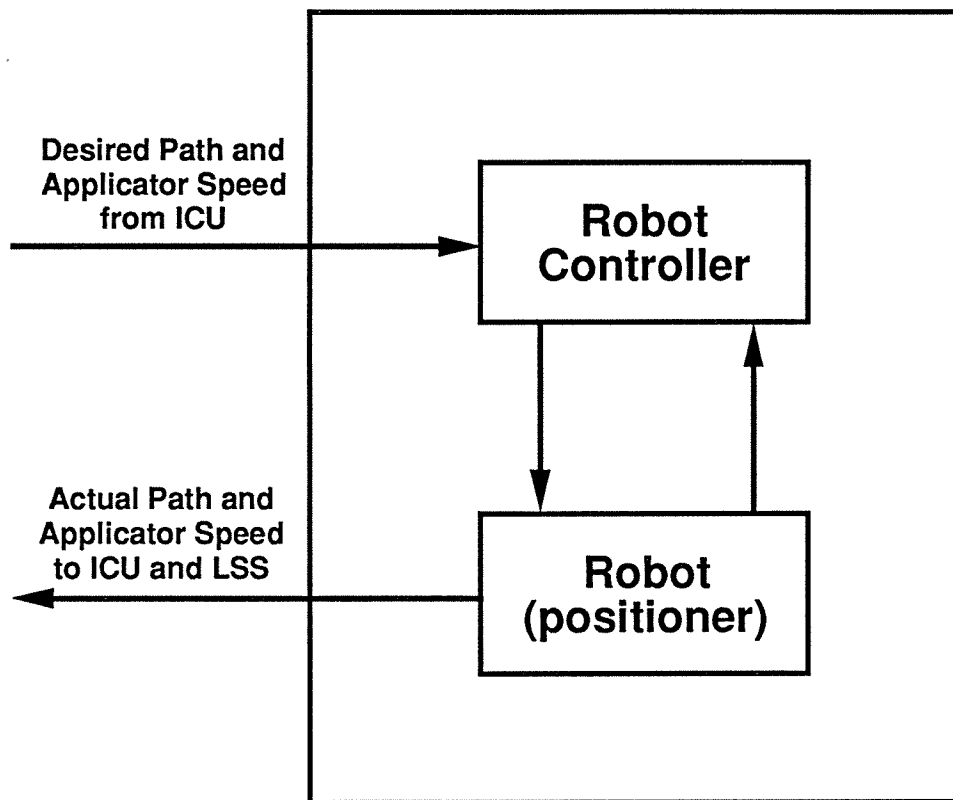 Desired Path and
Applicator Speed
from ICU
Robot
Controller
Actual Path and
Applicator Speed
to ICU and LSS
Robot
(positioner)